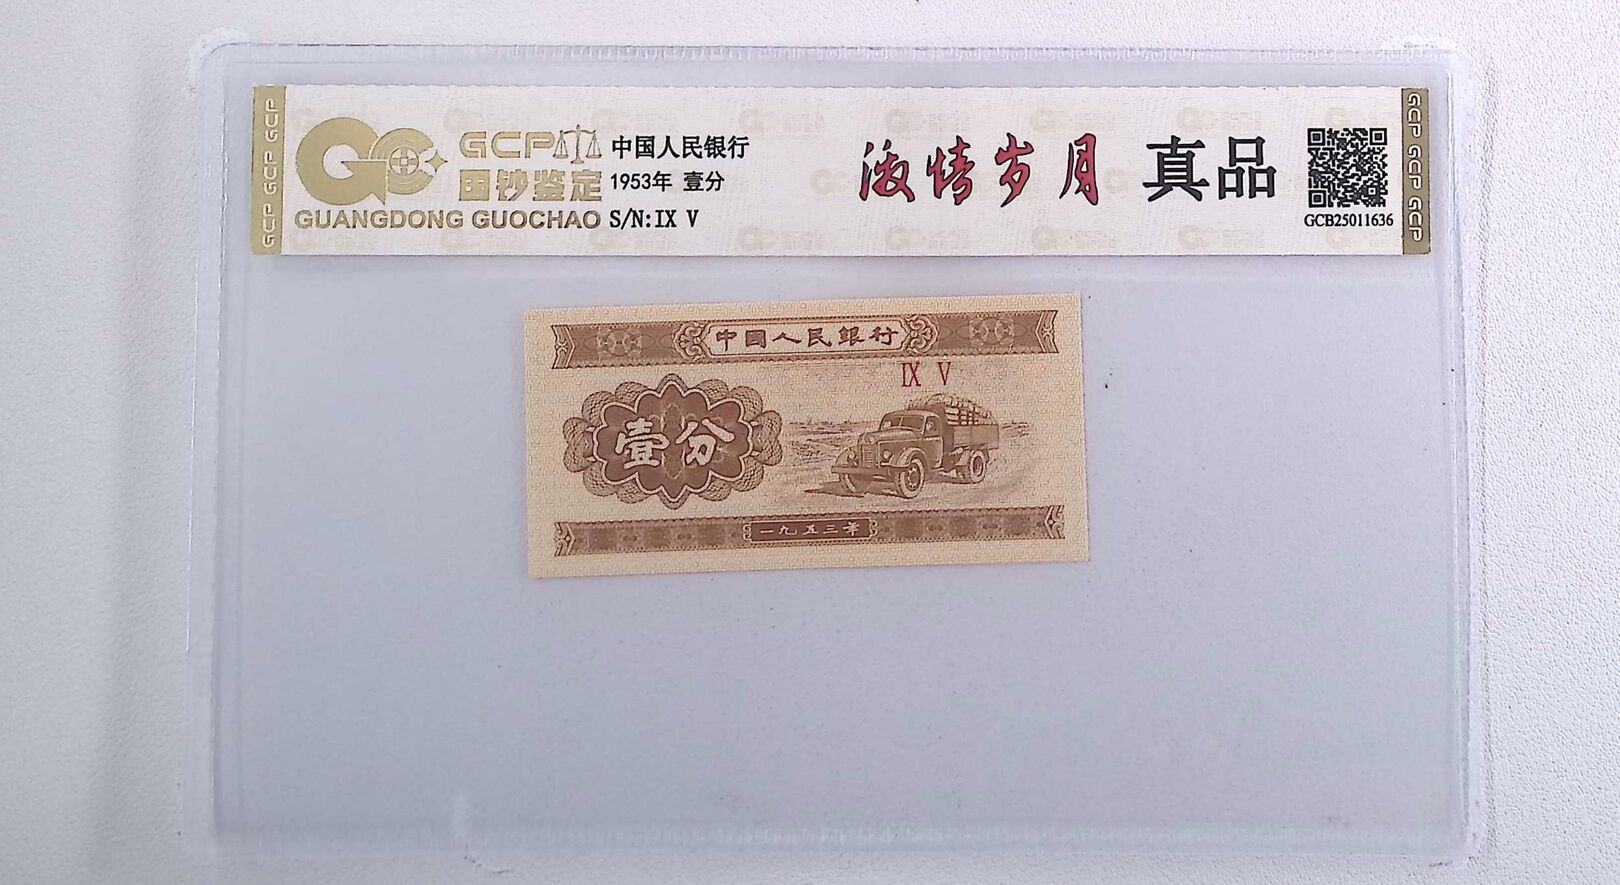 GCP GCP GCP
GCP
国钞鉴定
GUANGDONG GUOCHAO
中国人民银行
1953年 壹分
S/N:IX V
激情岁月 真品
GCB25011636
GCP GCP GCP
中国人民银行
IX V
壹分
一九五三年